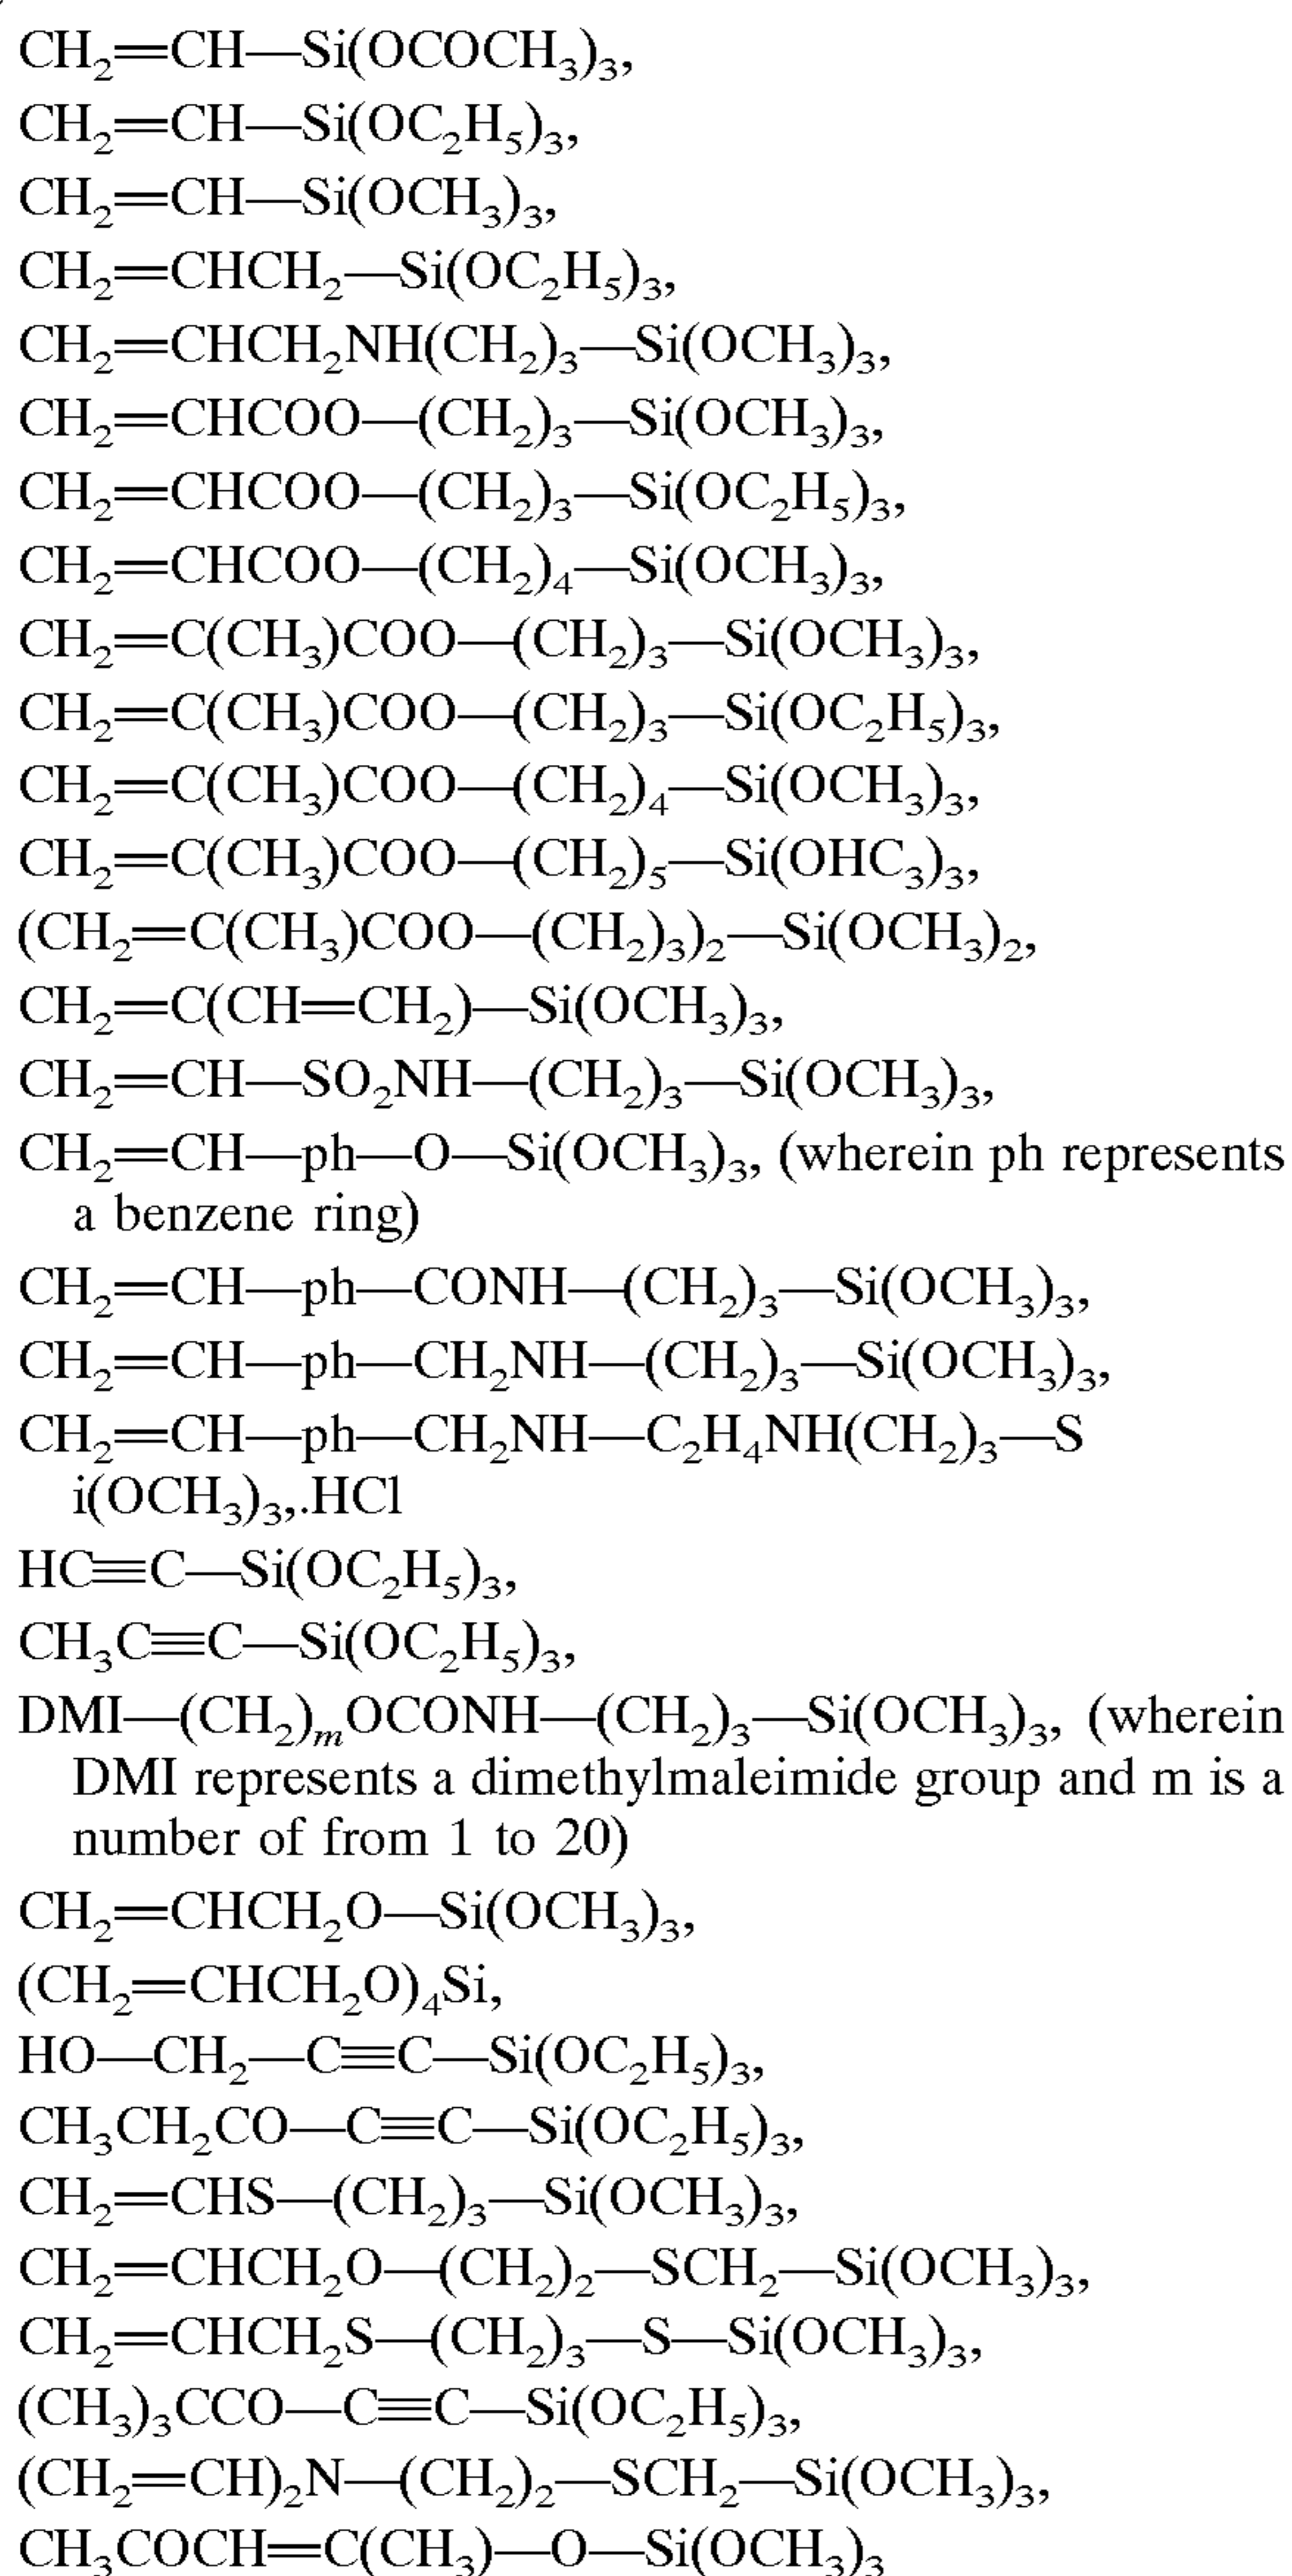 CH₂=CH—Si(OCOCH₃)₃,
CH₂=CH—Si(OC₂H₅)₃,
CH₂=CH—Si(OCH₃)₃,
CH₂=CHCH₂—Si(OC₂H₅)₃,
CH₂=CHCH₂NH(CH₂)₃—Si(OCH₃)₃,
CH₂=CHCOO—(CH₂)₃—Si(OCH₃)₃,
CH₂=CHCOO—(CH₂)₃—Si(OC₂H₅)₃,
CH₂=CHCOO—(CH₂)₄—Si(OCH₃)₃,
CH₂=C(CH₃)COO—(CH₂)₃—Si(OCH₃)₃,
CH₂=C(CH₃)COO—(CH₂)₃—Si(OC₂H₅)₃,
CH₂=C(CH₃)COO—(CH₂)₄—Si(OCH₃)₃,
CH₂=C(CH₃)COO—(CH₂)₅—Si(OHC₃)₃,
(CH₂=C(CH₃)COO—(CH₂)₃)₂—Si(OCH₃)₂,
CH₂=C(CH=CH₂)—Si(OCH₃)₃,
CH₂=CH—SO₂NH—(CH₂)₃—Si(OCH₃)₃,
CH₂=CH—ph—O—Si(OCH₃)₃, (wherein ph represents
a benzene ring)
CH₂=CH—ph—CONH—(CH₂)₃—Si(OCH₃)₃,
CH₂=CH—ph—CH₂NH—(CH₂)₃—Si(OCH₃)₃,
CH₂=CH—ph—CH₂NH—C₂H₄NH(CH₂)₃—S
i(OCH₃)₃,.HCl
HC≡C—Si(OC₂H₅)₃,
CH₃C≡C—Si(OC₂H₅)₃,
DMI—(CH₂)ₘOCONH—(CH₂)₃—Si(OCH₃)₃, (wherein
DMI represents a dimethylmaleimide group and m is a
number of from 1 to 20)
CH₂=CHCH₂O—Si(OCH₃)₃,
(CH₂=CHCH₂O)₄Si,
HO—CH₂—C≡C—Si(OC₂H₅)₃,
CH₃CH₂CO—C≡C—Si(OC₂H₅)₃,
CH₂=CHS—(CH₂)₃—Si(OCH₃)₃,
CH₂=CHCH₂O—(CH₂)₂—SCH₂—Si(OCH₃)₃,
CH₂=CHCH₂S—(CH₂)₃—S—Si(OCH₃)₃,
(CH₃)₃CCO—C≡C—Si(OC₂H₅)₃,
(CH₂=CH)₂N—(CH₂)₂—SCH₂—Si(OCH₃)₃,
CH₃COCH=C(CH₃)—O—Si(OCH₃)₃